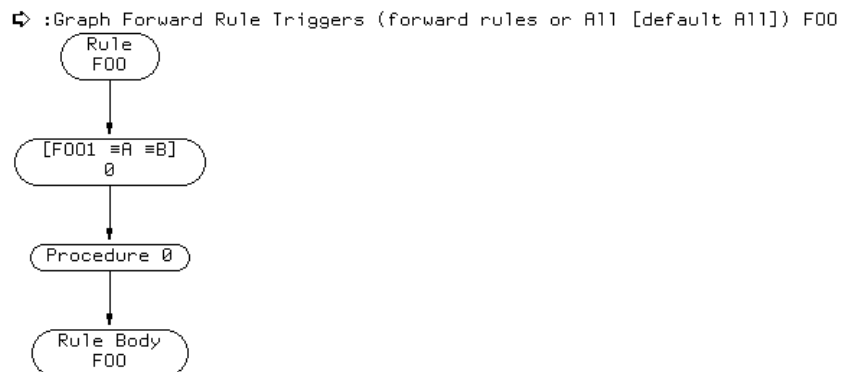 ⇨ :Graph Forward Rule Triggers (forward rules or All [default All]) FOO
Rule
FOO
[FOO1 ≡A ≡B]
0
Procedure 0
Rule Body
FOO